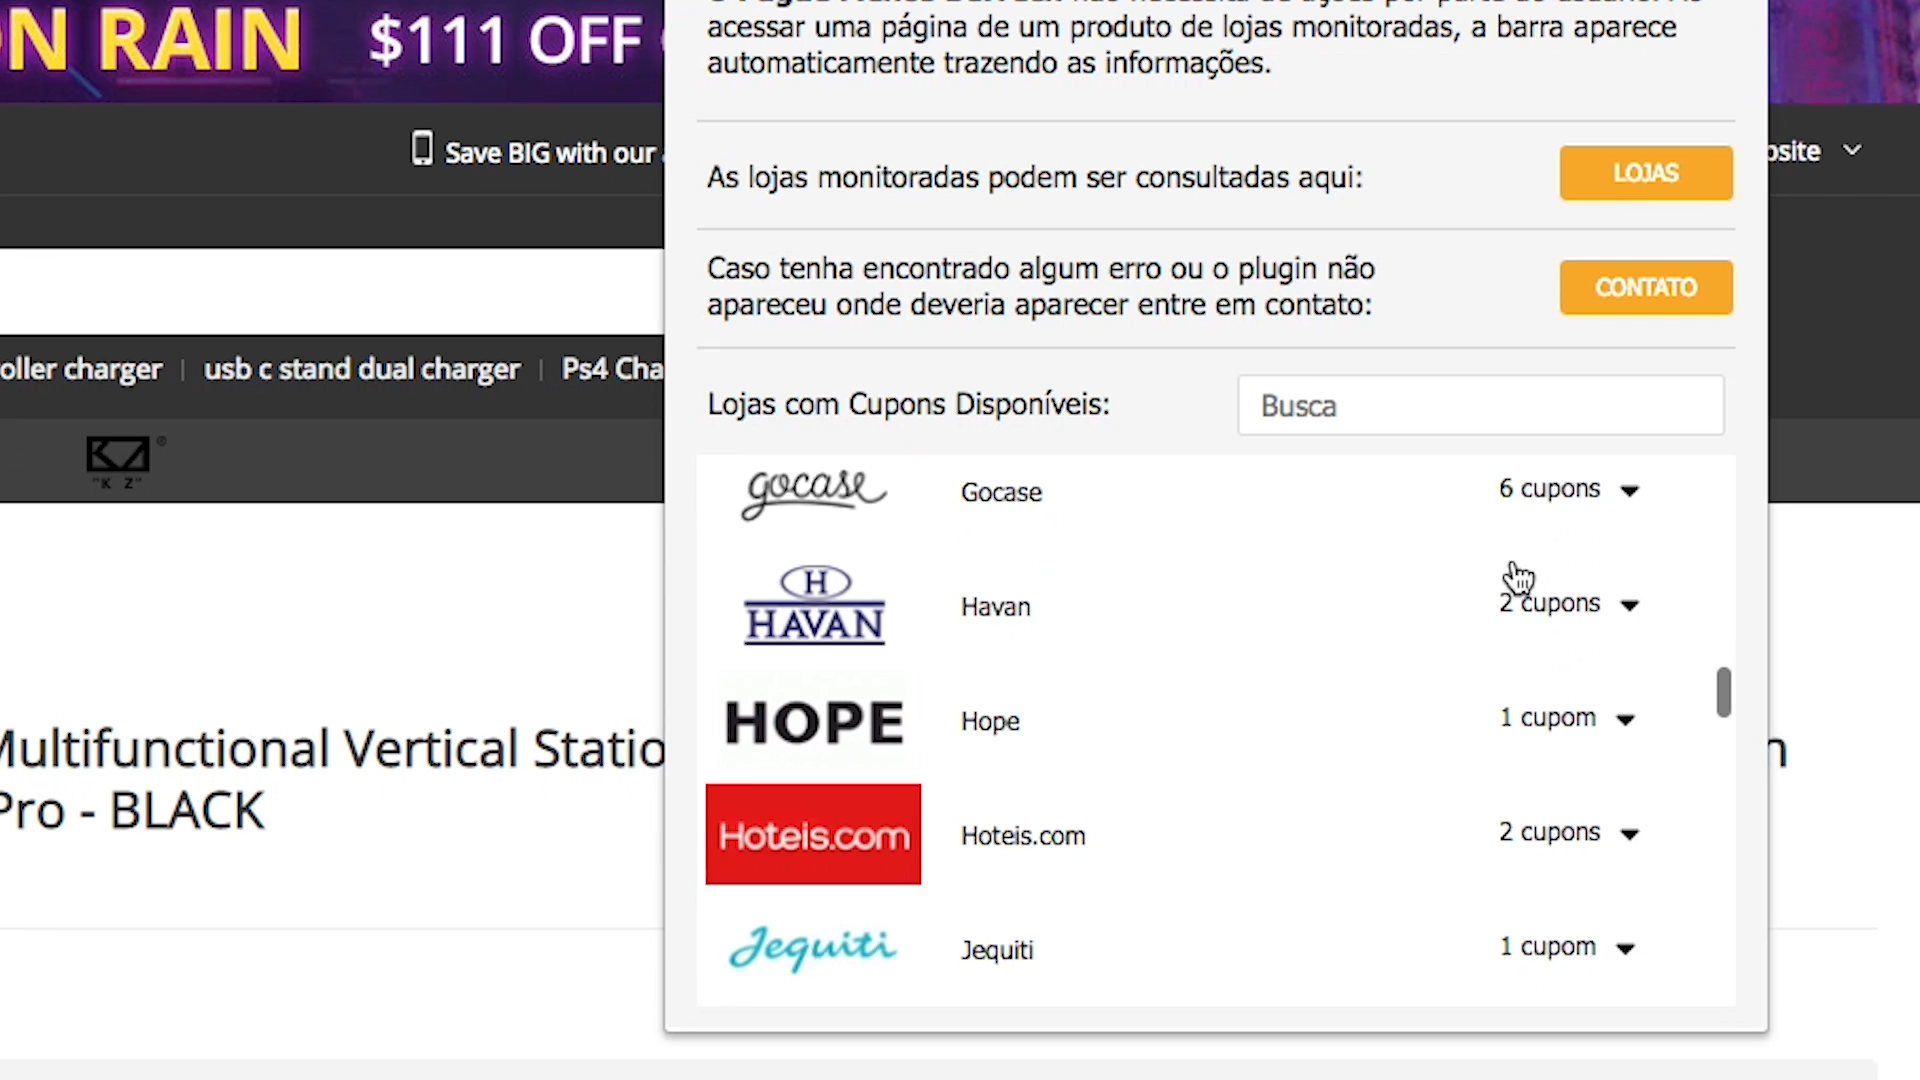 ON RAIN $111 OFF
acessar uma página de um produto de lojas monitoradas, a barra aparece
automaticamente trazendo as informações.
Save BIG with our
As lojas monitoradas podem ser consultadas aqui:
LOJAS
Caso tenha encontrado algum erro ou o plugin não
apareceu onde deveria aparecer entre em contato:
CONTATO
oller charger | usb c stand dual charger | Ps4 Cha
Lojas com Cupons Disponíveis:
Busca
KZ ®
"K Z"
gocase
Gocase
6 cupons
H
HAVAN
Havan
2 cupons
HOPE
Hope
1 cupom
Multifunctional Vertical Statio
Pro - BLACK
Hoteis.com
Hoteis.com
2 cupons
Jequiti
Jequiti
1 cupom